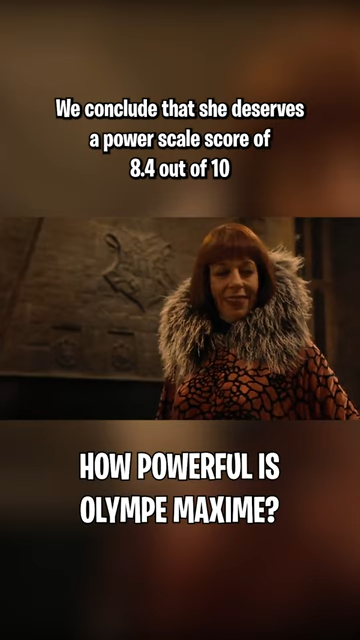 We conclude that she deserves
a power scale score of
8.4 out of 10
HOW POWERFUL IS
OLYMPE MAXIME?